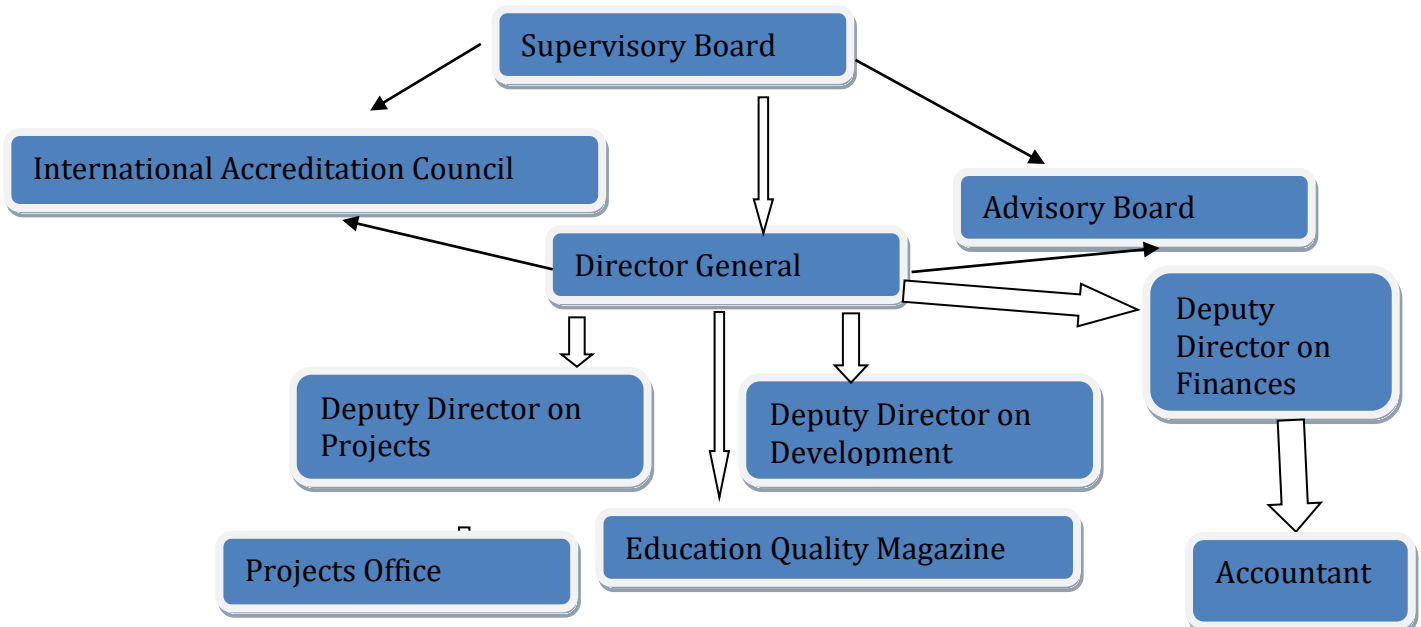 Supervisory Board
International Accreditation Council
Advisory Board
Director General
Deputy
Director on
Finances
Deputy Director on
Projects
Deputy Director on
Development
Education Quality Magazine
Projects Office
Accountant